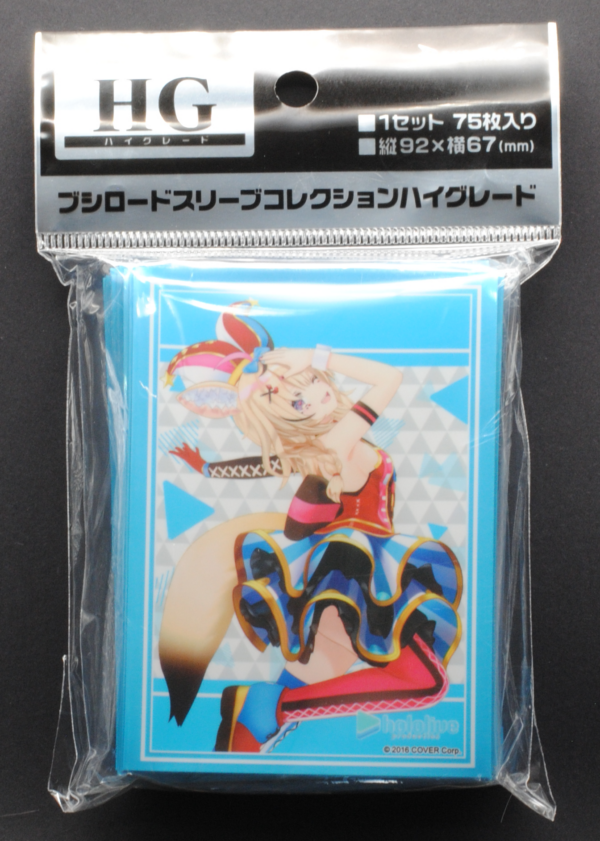 HG
ハイグレード
■1セット 75枚入り
■縦92×横67(mm)
ブシロードスリーブコレクションハイグレード
hololive
production
© 2016 COVER Corp.